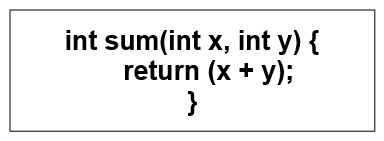 int sum(int x, int y) {
return (x + y);
}